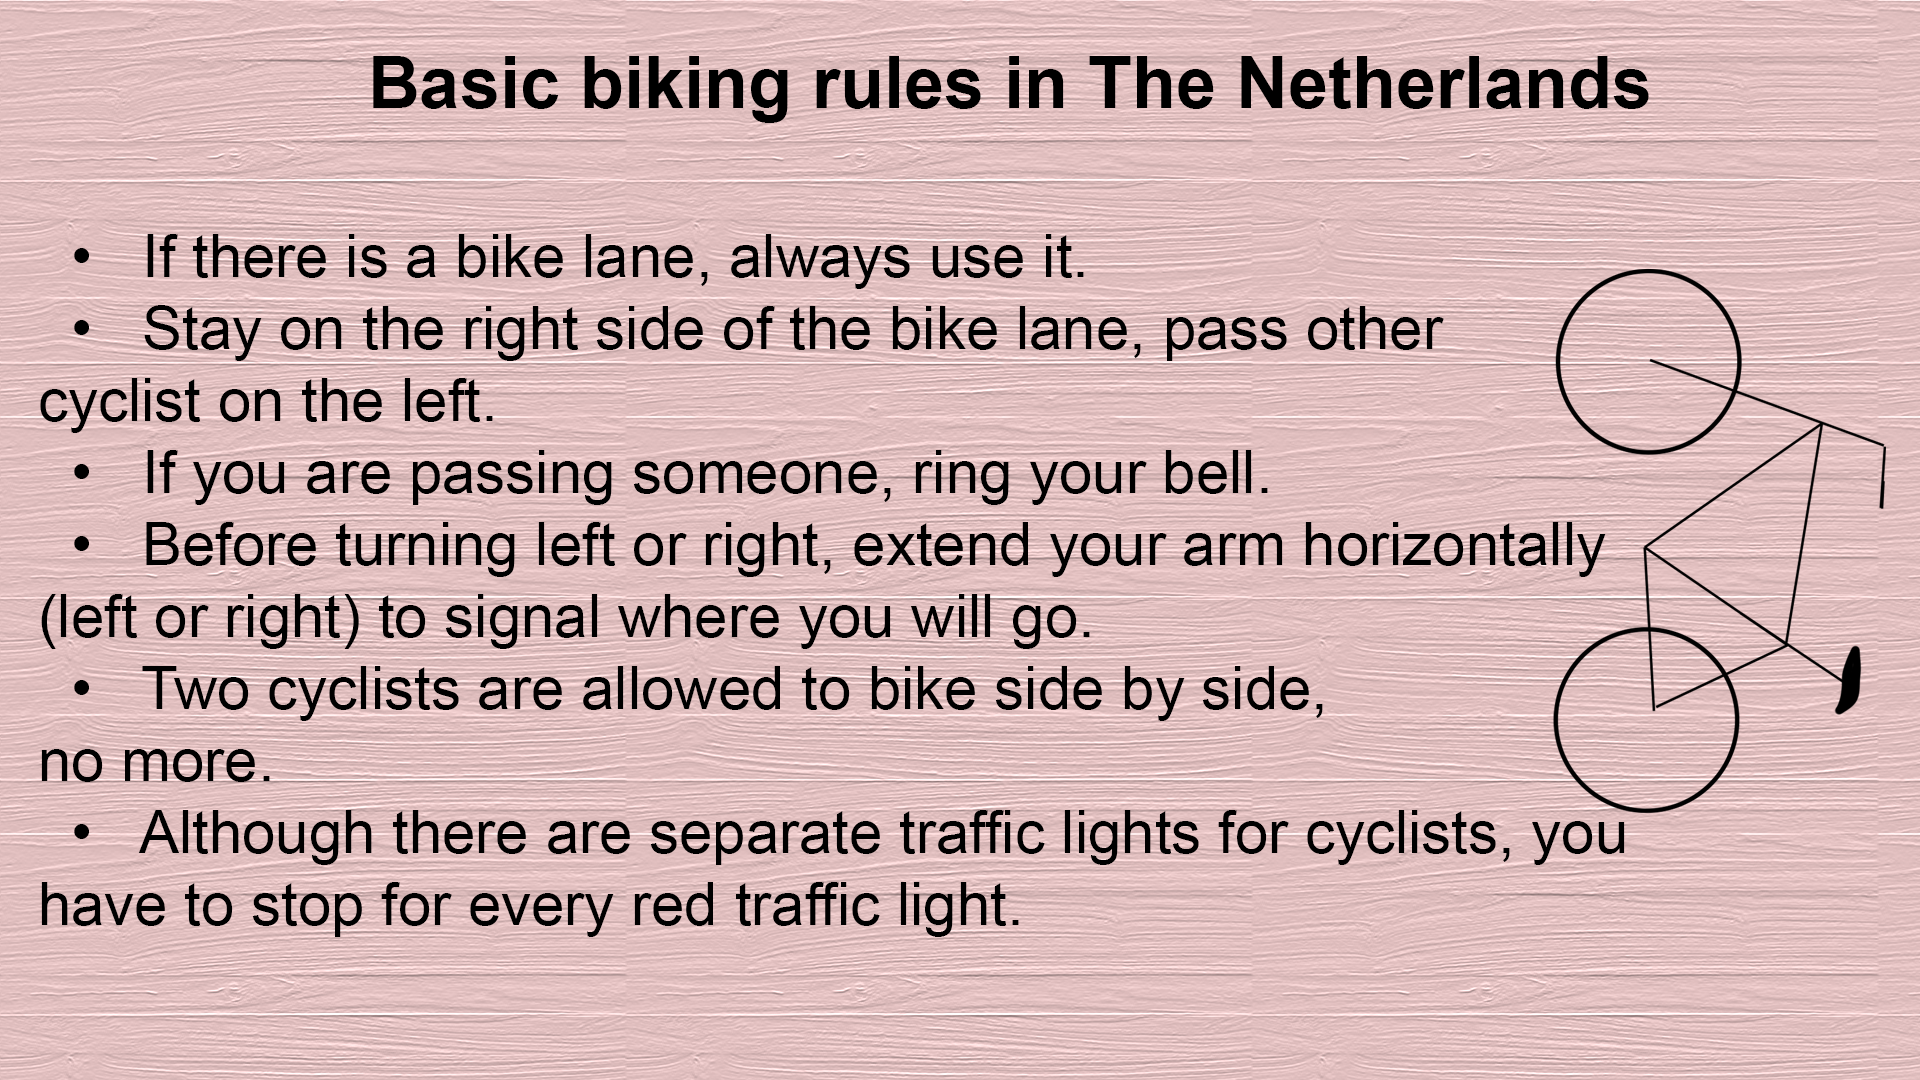 Basic biking rules in The Netherlands
• If there is a bike lane, always use it.
• Stay on the right side of the bike lane, pass other
cyclist on the left.
• If you are passing someone, ring your bell.
• Before turning left or right, extend your arm horizontally
(left or right) to signal where you will go.
• Two cyclists are allowed to bike side by side,
no more.
• Although there are separate traffic lights for cyclists, you
have to stop for every red traffic light.